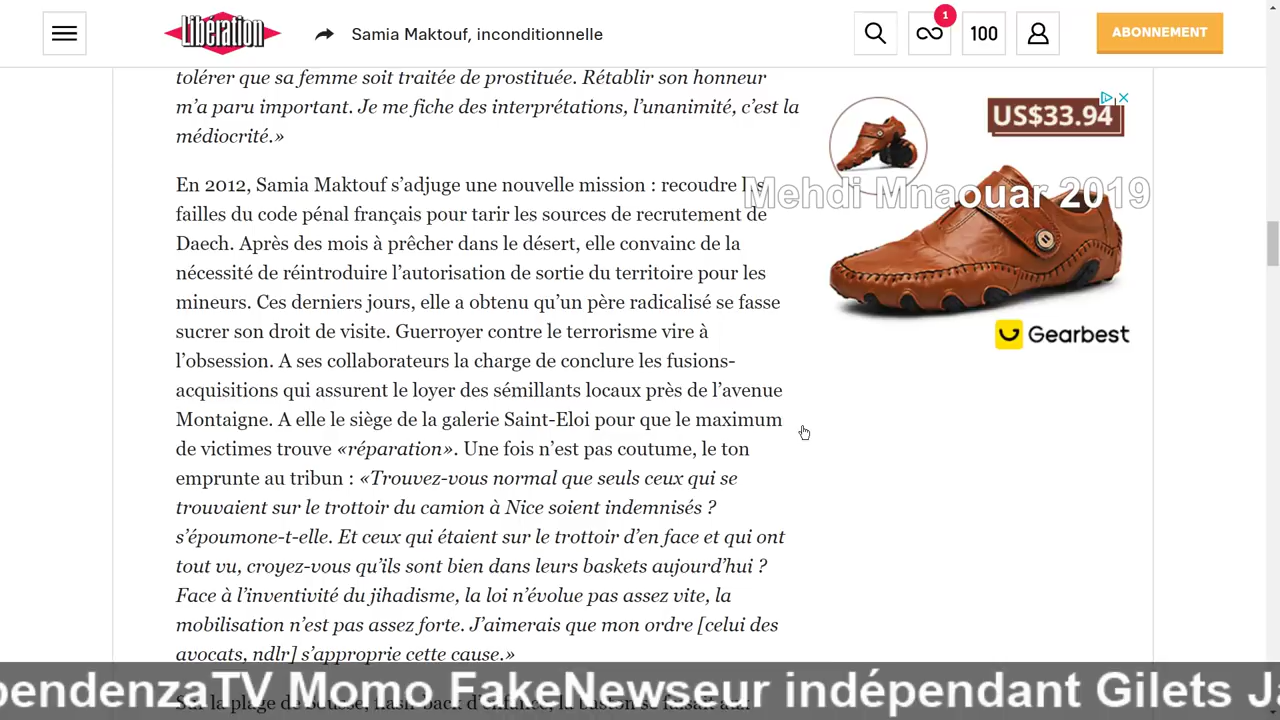 Libération
Samia Maktouf, inconditionnelle
1
100
ABONNEMENT
tolérer que sa femme soit traitée de prostituée. Rétablir son honneur
m’a paru important. Je me fiche des interprétations, l’unanimité, c’est la
médiocrité.»
En 2012, Samia Maktouf s’adjuge une nouvelle mission : recoudre les
failles du code pénal français pour tarir les sources de recrutement de
Daech. Après des mois à prêcher dans le désert, elle convainc de la
nécessité de réintroduire l’autorisation de sortie du territoire pour les
mineurs. Ces derniers jours, elle a obtenu qu’un père radicalisé se fasse
sucrer son droit de visite. Guerroyer contre le terrorisme vire à
l’obsession. A ses collaborateurs la charge de conclure les fusions-
acquisitions qui assurent le loyer des sémillants locaux près de l’avenue
Montaigne. A elle le siège de la galerie Saint-Eloi pour que le maximum
de victimes trouve «réparation». Une fois n’est pas coutume, le ton
emprunte au tribun : «Trouvez-vous normal que seuls ceux qui se
trouvaient sur le trottoir du camion à Nice soient indemnisés ?
s’époumone-t-elle. Et ceux qui étaient sur le trottoir d’en face et qui ont
tout vu, croyez-vous qu’ils sont bien dans leurs baskets aujourd’hui ?
Face à l’inventivité du jihadisme, la loi n’évolue pas assez vite, la
mobilisation n’est pas assez forte. J’aimerais que mon ordre [celui des
avocats, ndlr] s’approprie cette cause.»
US$33.94
Mehdi Mnaouar 2019
Gearbest
pendenzaTV Momo FakeNewseur indépendant Gilets Ja